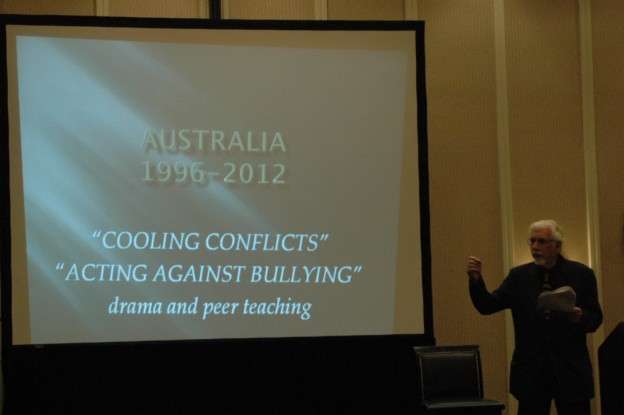 AUSTRALIA
1996-2012
“COOLING CONFLICTS”
“ACTING AGAINST BULLYING”
drama and peer teaching